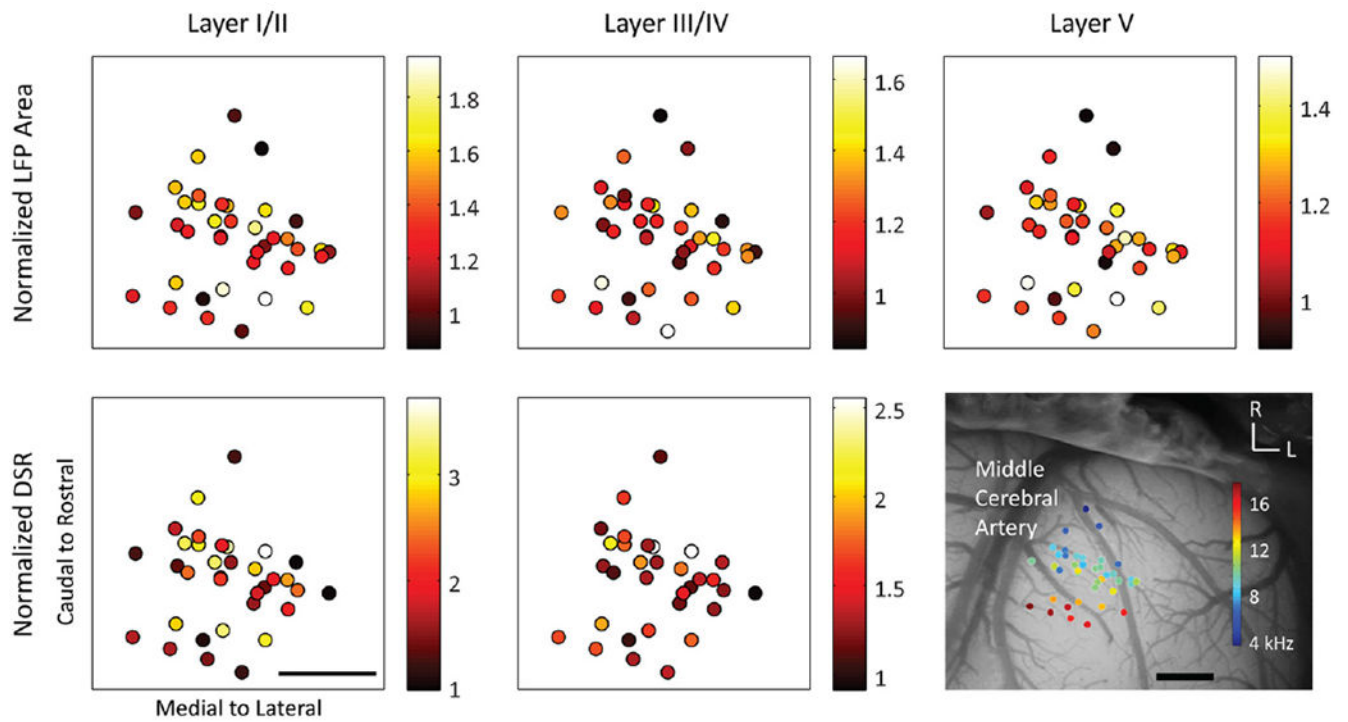 Layer I/II
Layer III/IV
Layer V
Normalized LFP Area
1.8
1.6
1.4
1.2
1
1.6
1.4
1.2
1
1.4
1.2
1
Normalized DSR
Caudal to Rostral
3
2
1
2.5
2
1.5
1
Middle
Cerebral
Artery
R
L
16
12
8
4 kHz
Medial to Lateral